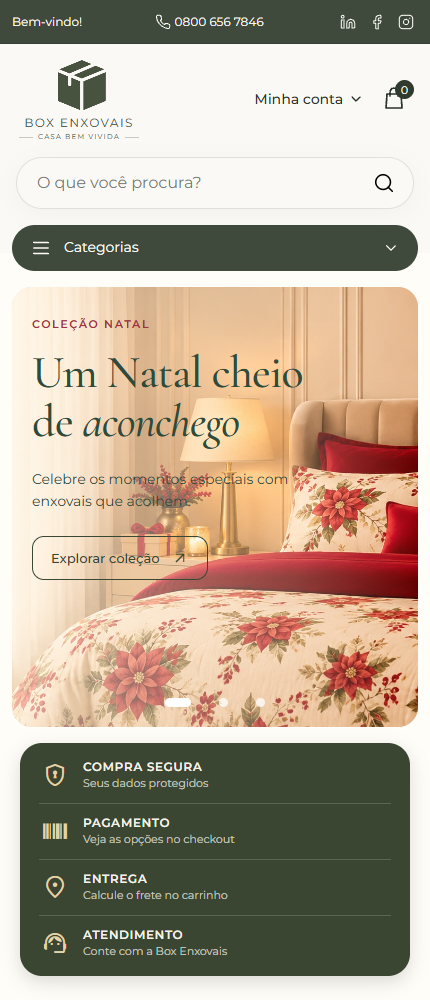 Bem-vindo!
0800 656 7846
BOX ENXOVAIS
CASA BEM VIVIDA
Minha conta
0
O que você procura?
Categorias
COLEÇÃO NATAL
Um Natal cheio
de aconchego
Celebre os momentos especiais com
enxovais que acolhem.
Explorar coleção
COMPRA SEGURA
Seus dados protegidos
PAGAMENTO
Veja as opções no checkout
ENTREGA
Calcule o frete no carrinho
ATENDIMENTO
Conte com a Box Enxovais